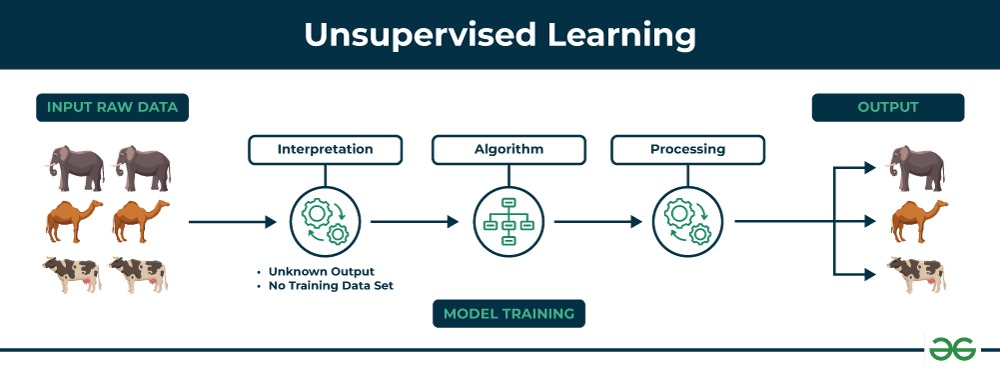 Unsupervised Learning
INPUT RAW DATA
OUTPUT
Interpretation
Algorithm
Processing
• Unknown Output
• No Training Data Set
MODEL TRAINING